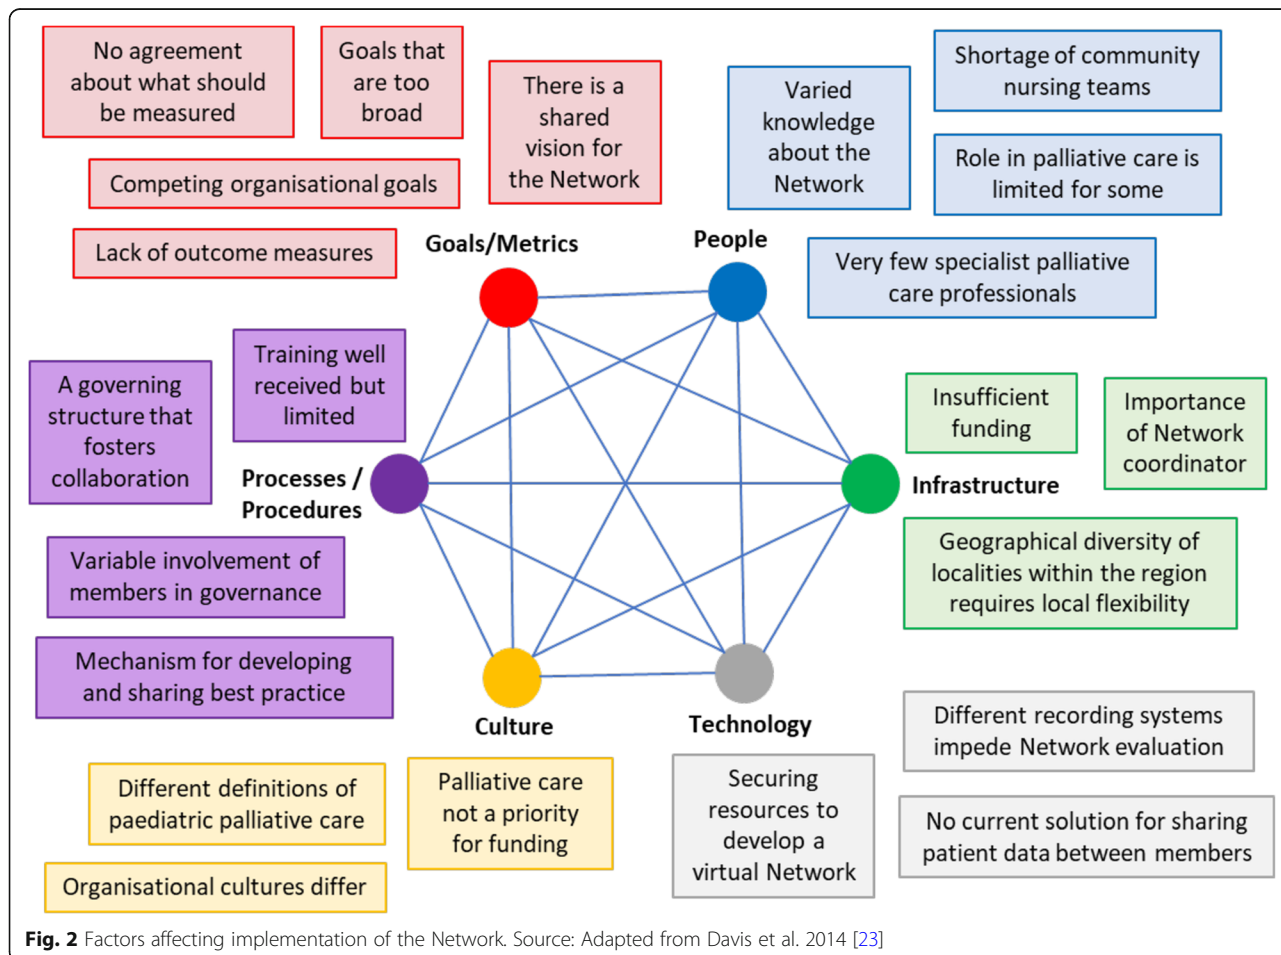 No agreement
about what should
be measured
Goals that
are too
broad
There is a
shared
vision for
the Network
Competing organisational goals
Lack of outcome measures
Goals/Metrics
Varied
knowledge
about the
Network
Shortage of community
nursing teams
Role in palliative care is
limited for some
Very few specialist palliative
care professionals
People
A governing
structure that
fosters
collaboration
Training well
received but
limited
Processes /
Procedures
Variable involvement of
members in governance
Mechanism for developing
and sharing best practice
Insufficient
funding
Importance
of Network
coordinator
Infrastructure
Geographical diversity of
localities within the region
requires local flexibility
Culture
Different definitions of
paediatric palliative care
Palliative care
not a priority
for funding
Organisational cultures differ
Technology
Securing
resources to
develop a
virtual Network
Different recording systems
impede Network evaluation
No current solution for sharing
patient data between members
Fig. 2 Factors affecting implementation of the Network. Source: Adapted from Davis et al. 2014 [23]